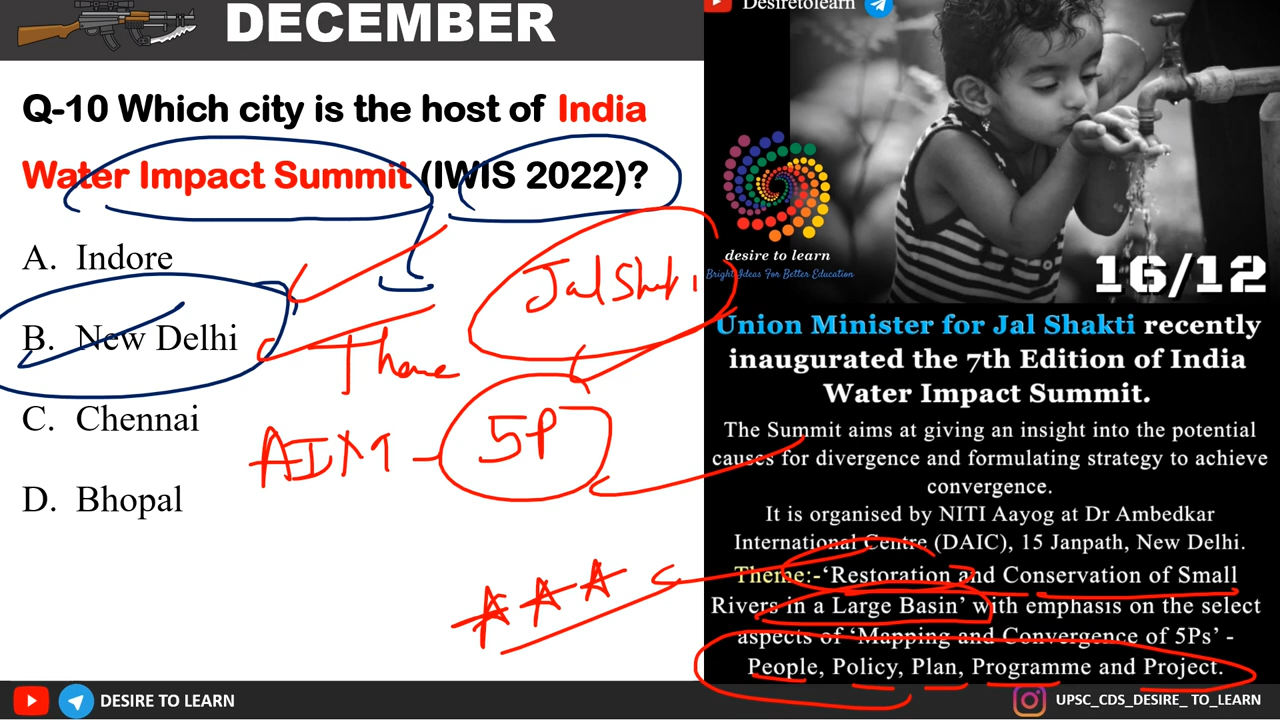 DECEMBER
Q-10 Which city is the host of India
Water Impact Summit (IWIS 2022)?
A. Indore
B. New Delhi
C. Chennai
D. Bhopal
Jal Shakti
Theme
AIM - 5P
DESIRE TO LEARN
Desiretolearn
desire to learn
Bright Ideas For Better Education
16/12
Union Minister for Jal Shakti recently
inaugurated the 7th Edition of India
Water Impact Summit.
The Summit aims at giving an insight into the potential
causes for divergence and formulating strategy to achieve
convergence.
It is organised by NITI Aayog at Dr Ambedkar
International Centre (DAIC), 15 Janpath, New Delhi.
Theme:-‘Restoration and Conservation of Small
Rivers in a Large Basin’ with emphasis on the select
aspects of ‘Mapping and Convergence of 5Ps’ -
People, Policy, Plan, Programme and Project.
UPSC_CDS_DESIRE_ TO_LEARN